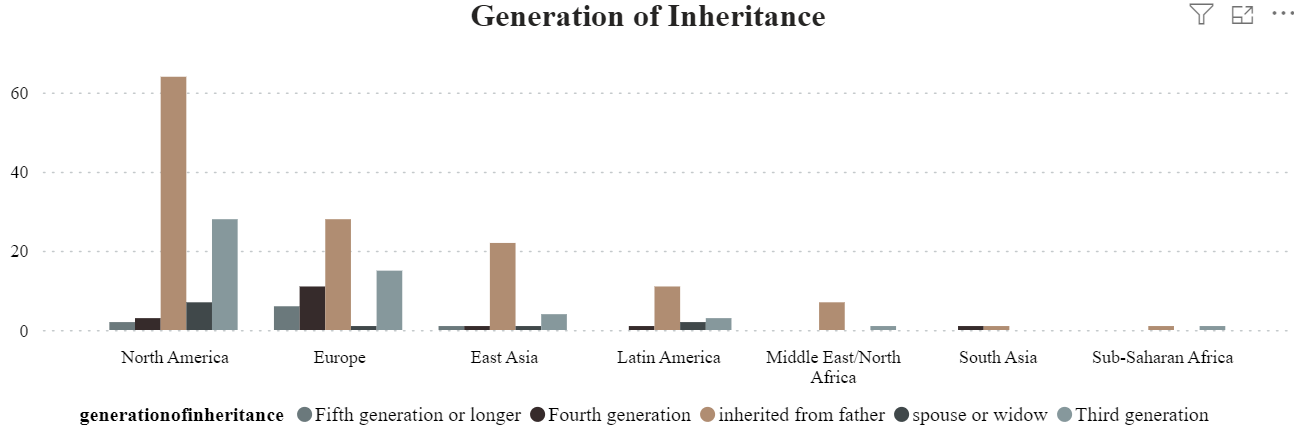 Generation of Inheritance
60
40
20
0
North America
Europe
East Asia
Latin America
Middle East/North
Africa
South Asia
Sub-Saharan Africa
generationofinheritance Fifth generation or longer Fourth generation inherited from father spouse or widow Third generation